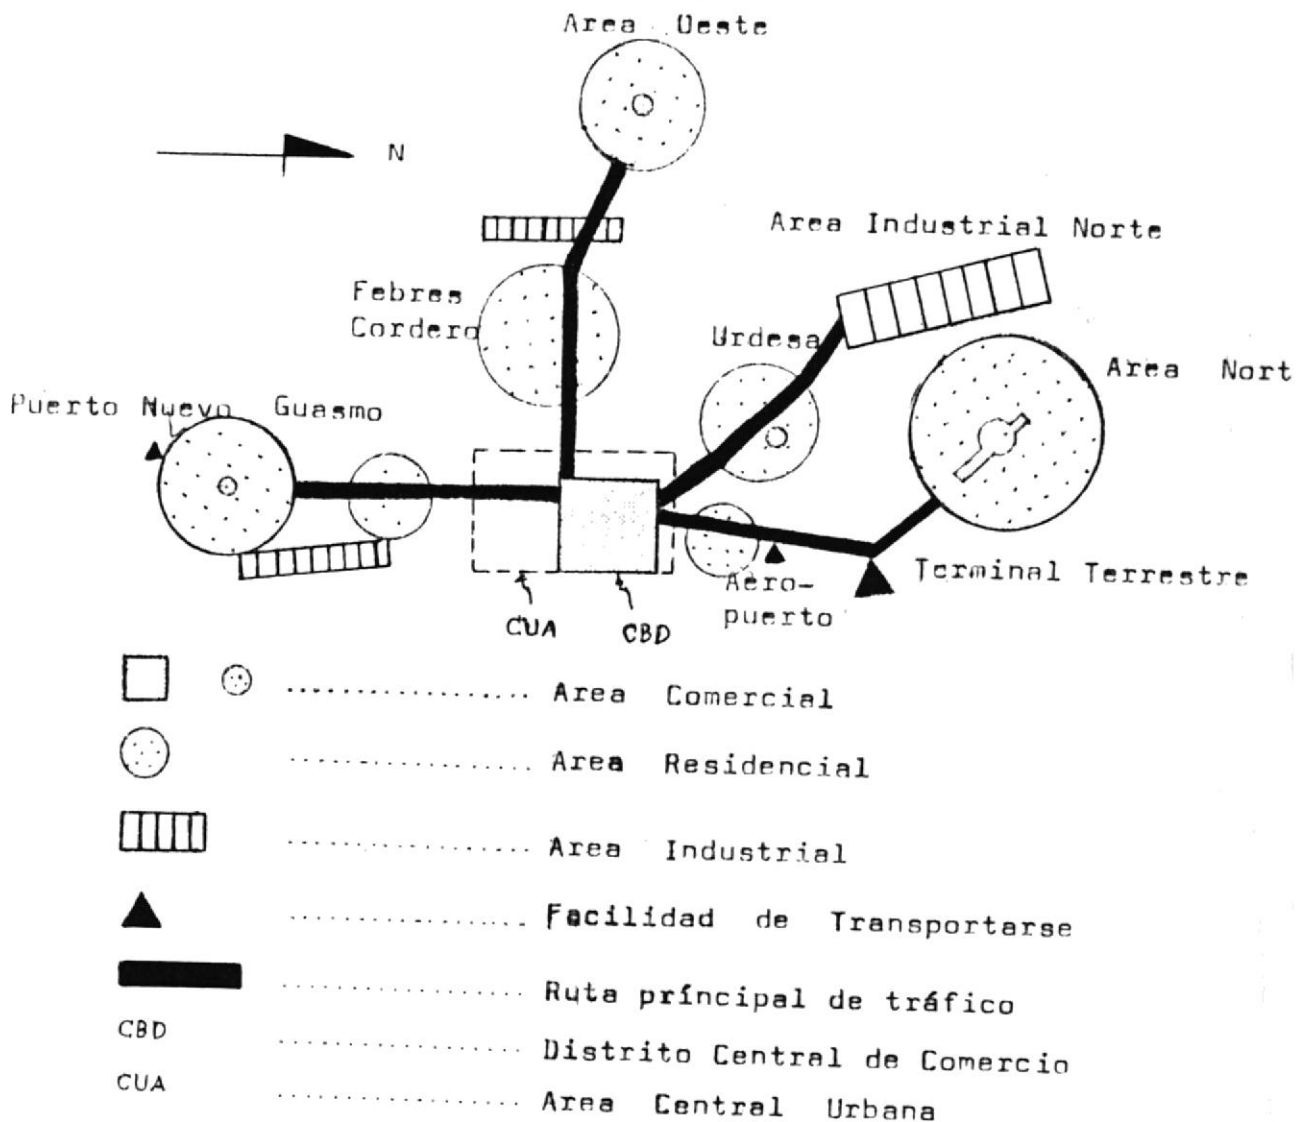 Area Oeste
N
Area Industrial Norte
Febres
Cordero
Urdesa
Area Nort
Puerto Nuevo Guasmo
Terminal Terrestre
Aero-
puerto
CUA
CBD
Area Comercial
Area Residencial
Area Industrial
Facilidad de Transportarse
Ruta príncipal de tráfico
CBD
Distrito Central de Comercio
CUA
Area Central Urbana